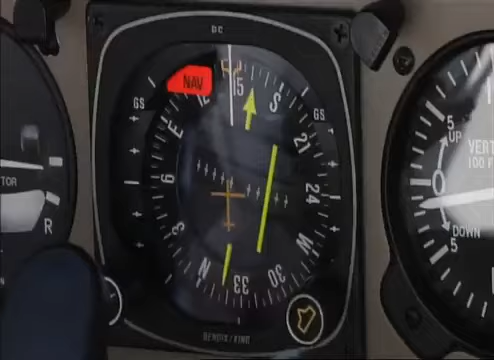 DC
NAV
GS
GS
12
15
S
21
24
W
30
33
N
3
6
E
BENDIX/KING
TOR
R
5
UP
VERT
100 F
0
DOWN
5